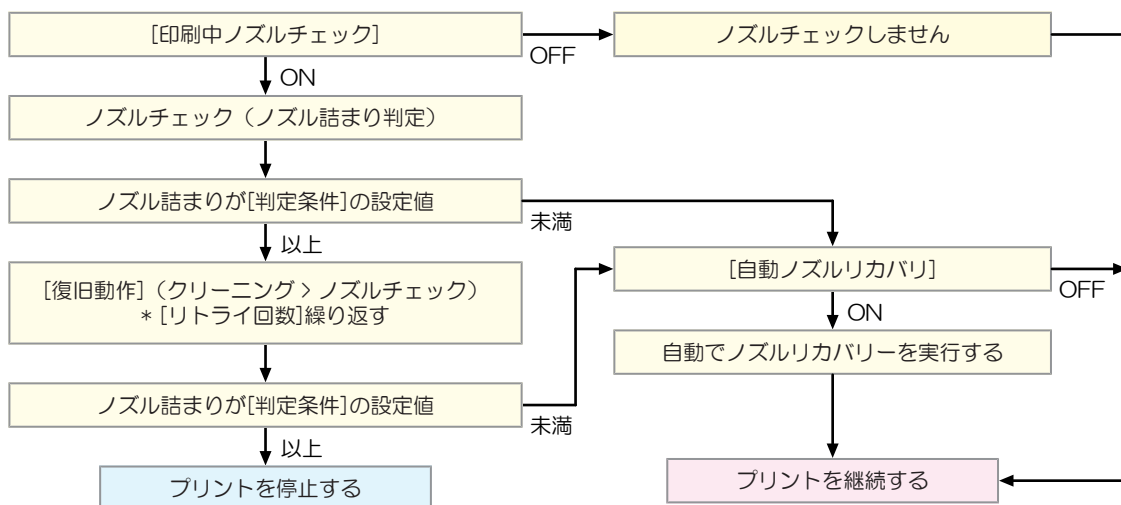 [印刷中ノズルチェック]
OFF
ノズルチェックしません
ON
ノズルチェック（ノズル詰まり判定）
ノズル詰まりが[判定条件]の設定値
未満
以上
[復旧動作]（クリーニング > ノズルチェック）
* [リトライ回数]繰り返す
[自動ノズルリカバリ]
OFF
ON
自動でノズルリカバリーを実行する
ノズル詰まりが[判定条件]の設定値
未満
以上
プリントを停止する
プリントを継続する